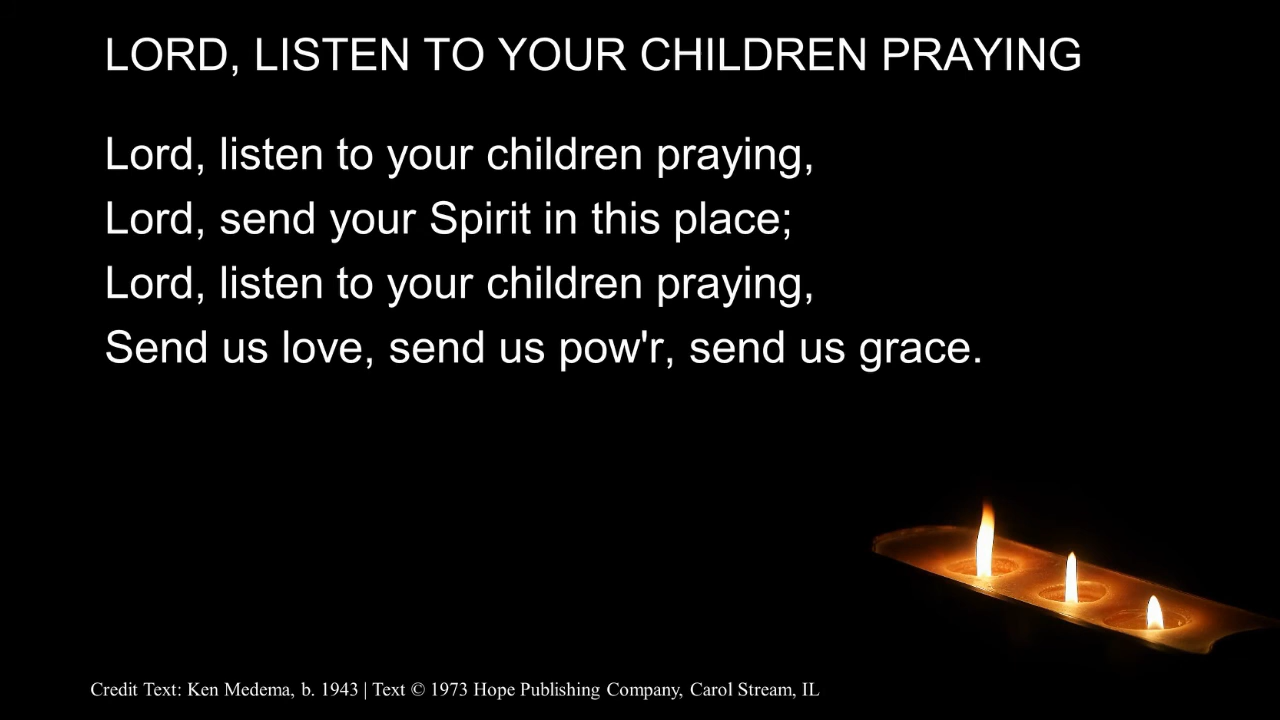 LORD, LISTEN TO YOUR CHILDREN PRAYING
Lord, listen to your children praying,
Lord, send your Spirit in this place;
Lord, listen to your children praying,
Send us love, send us pow'r, send us grace.
Credit Text: Ken Medema, b. 1943 | Text © 1973 Hope Publishing Company, Carol Stream, IL